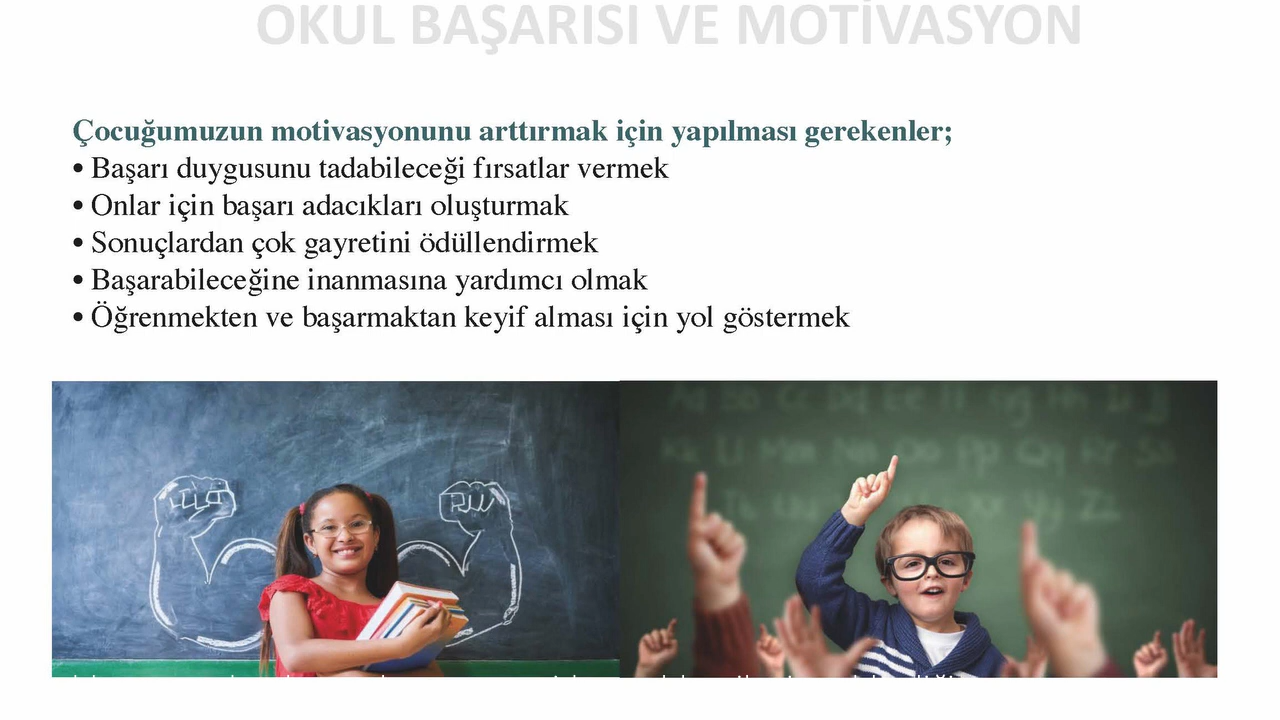 OKUL BAŞARISI VE MOTİVASYON
Çocuğumuzun motivasyonunu arttırmak için yapılması gerekenler;
• Başarı duygusunu tadabileceği fırsatlar vermek
• Onlar için başarı adacıkları oluşturmak
• Sonuçlardan çok gayretini ödüllendirmek
• Başarabileceğine inanmasına yardımcı olmak
• Öğrenmekten ve başarmaktan keyif alması için yol göstermek